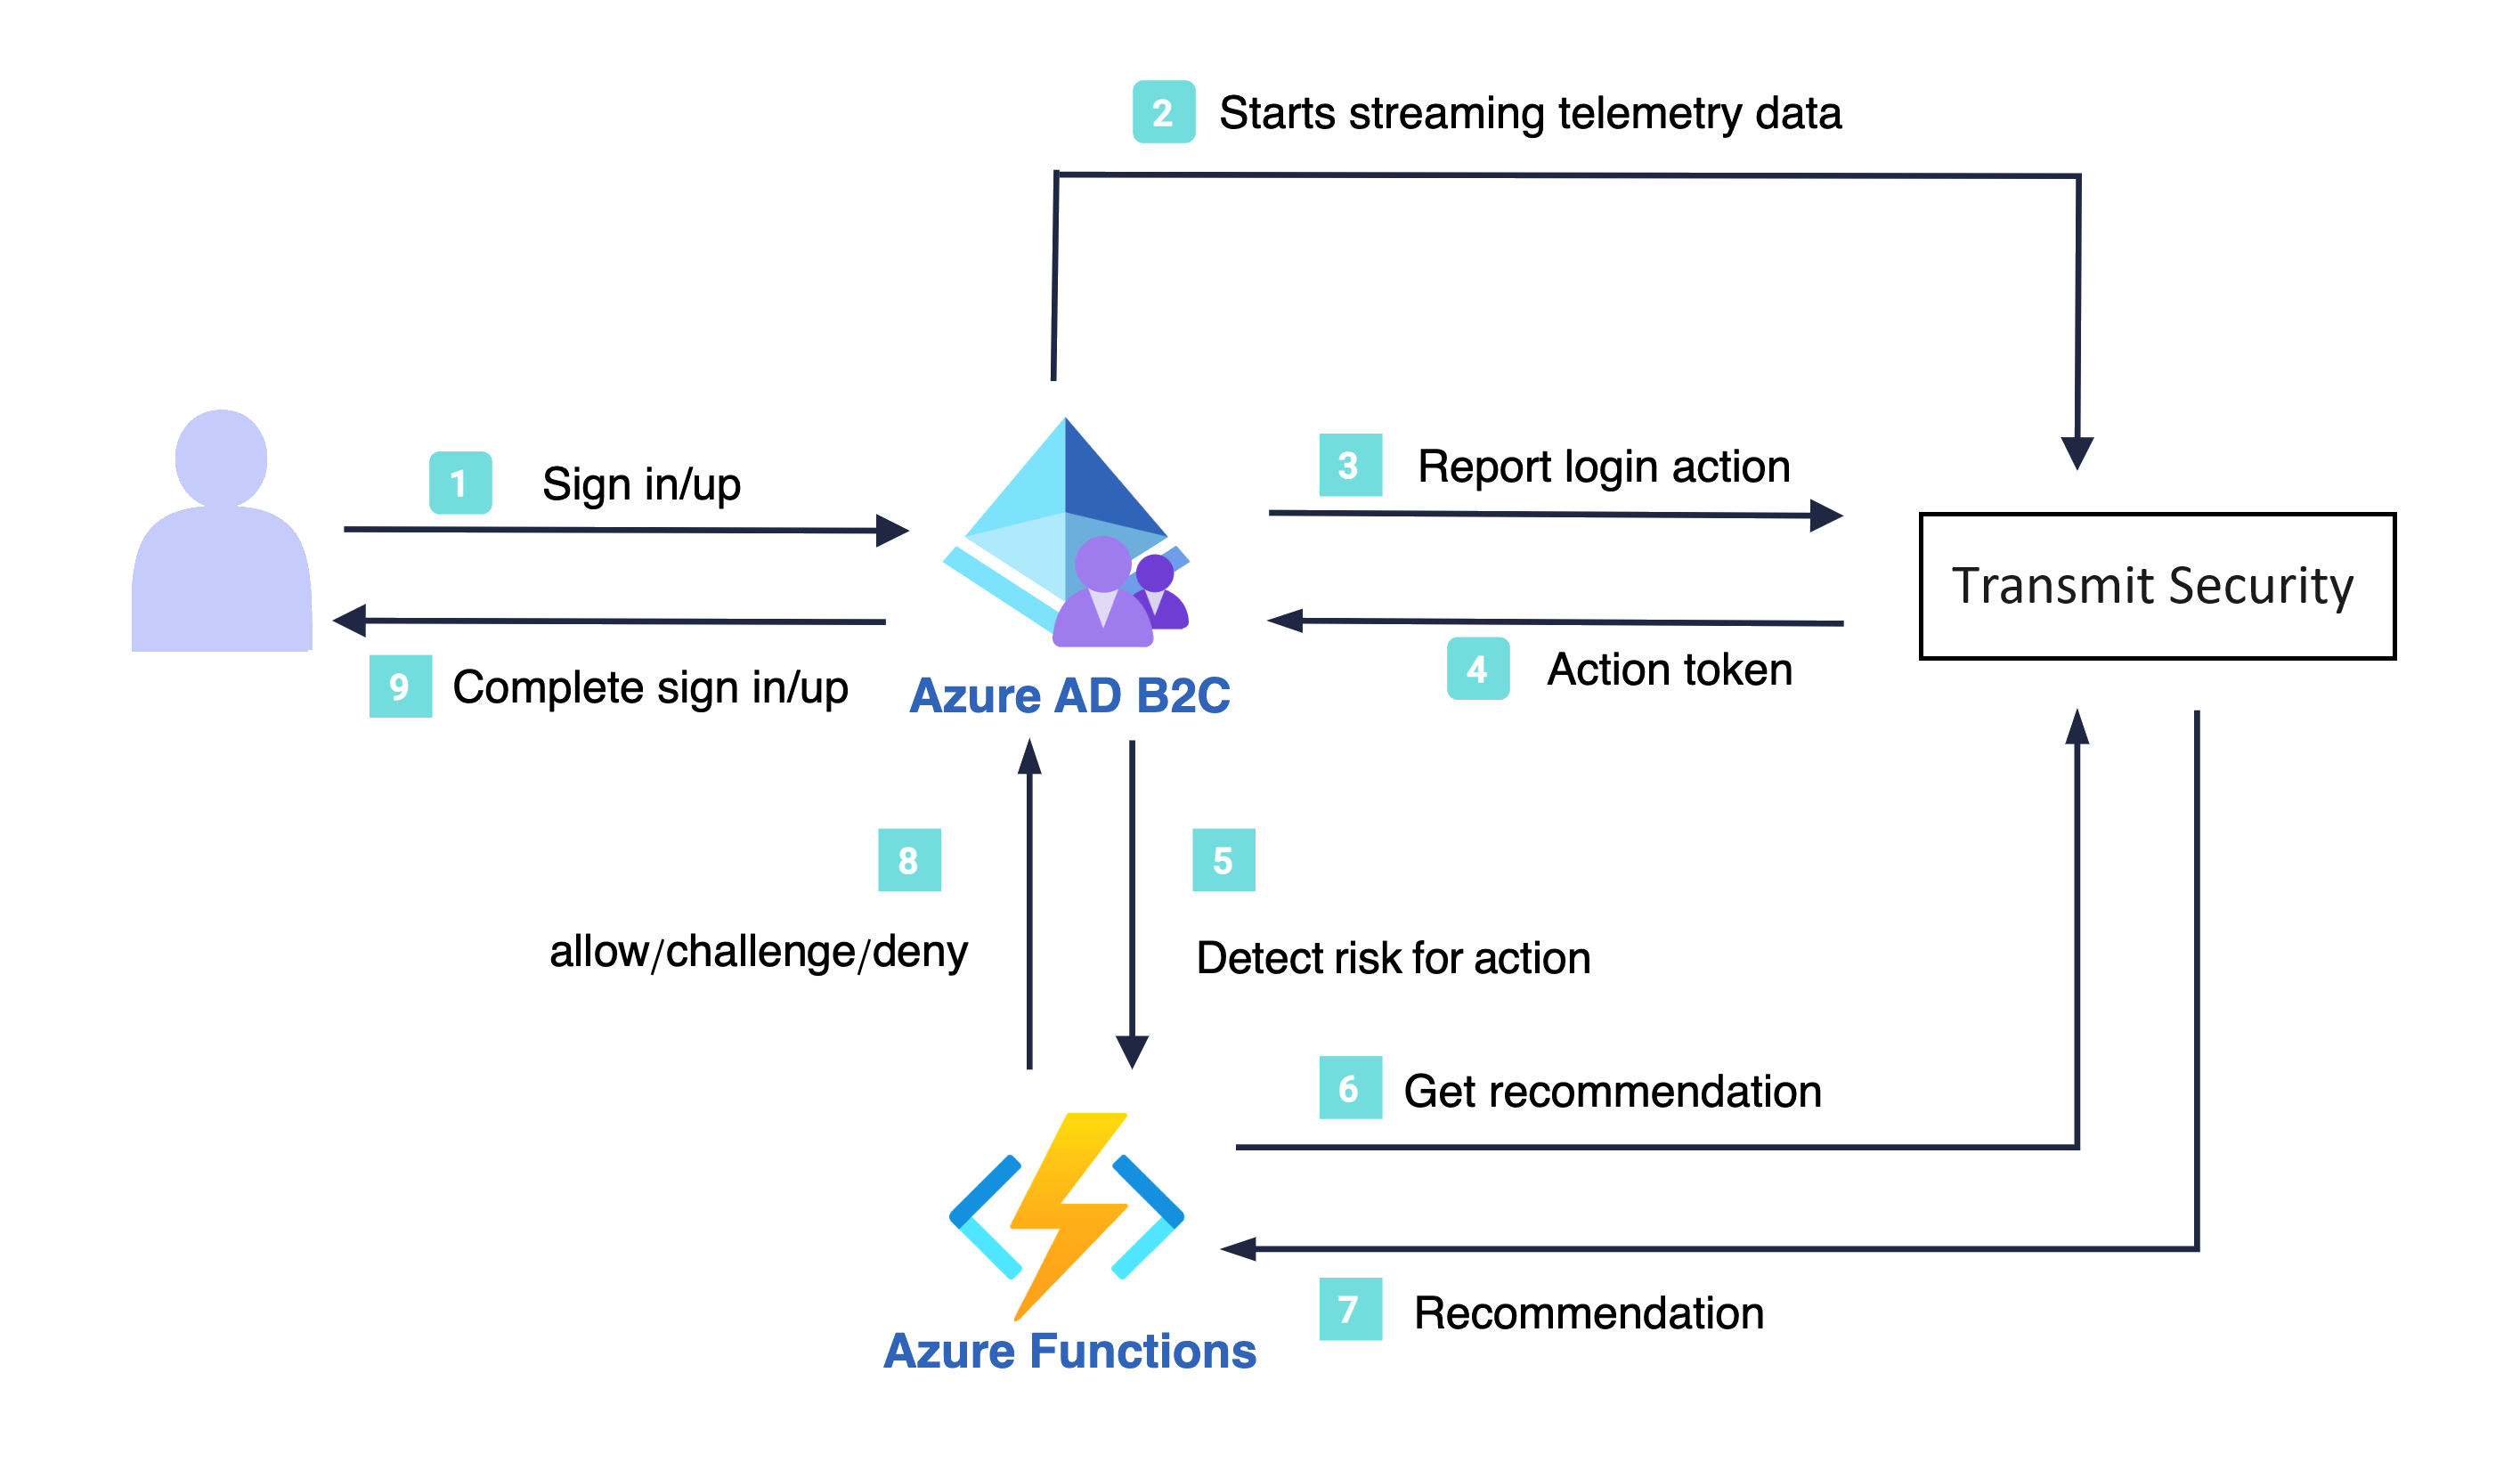 2 Starts streaming telemetry data
1 Sign in/up
3 Report login action
Transmit Security
9 Complete sign in/up
4 Action token
Azure AD B2C
8
5
allow/challenge/deny
Detect risk for action
6 Get recommendation
7 Recommendation
Azure Functions